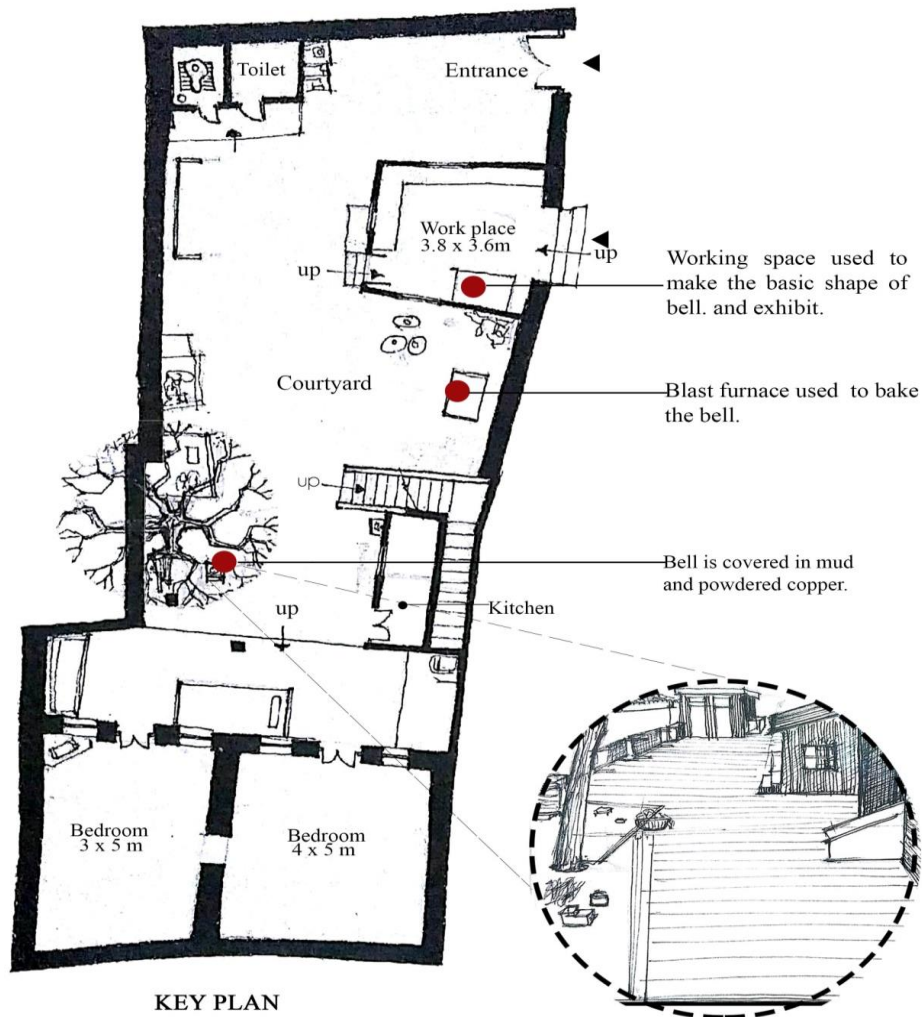 Toilet
Entrance
Work place
3.8 x 3.6m
up
up
Working space used to
make the basic shape of
bell. and exhibit.
Courtyard
Blast furnace used to bake
the bell.
up
Bell is covered in mud
and powdered copper.
up
Kitchen
Bedroom
3 x 5 m
Bedroom
4 x 5 m
KEY PLAN